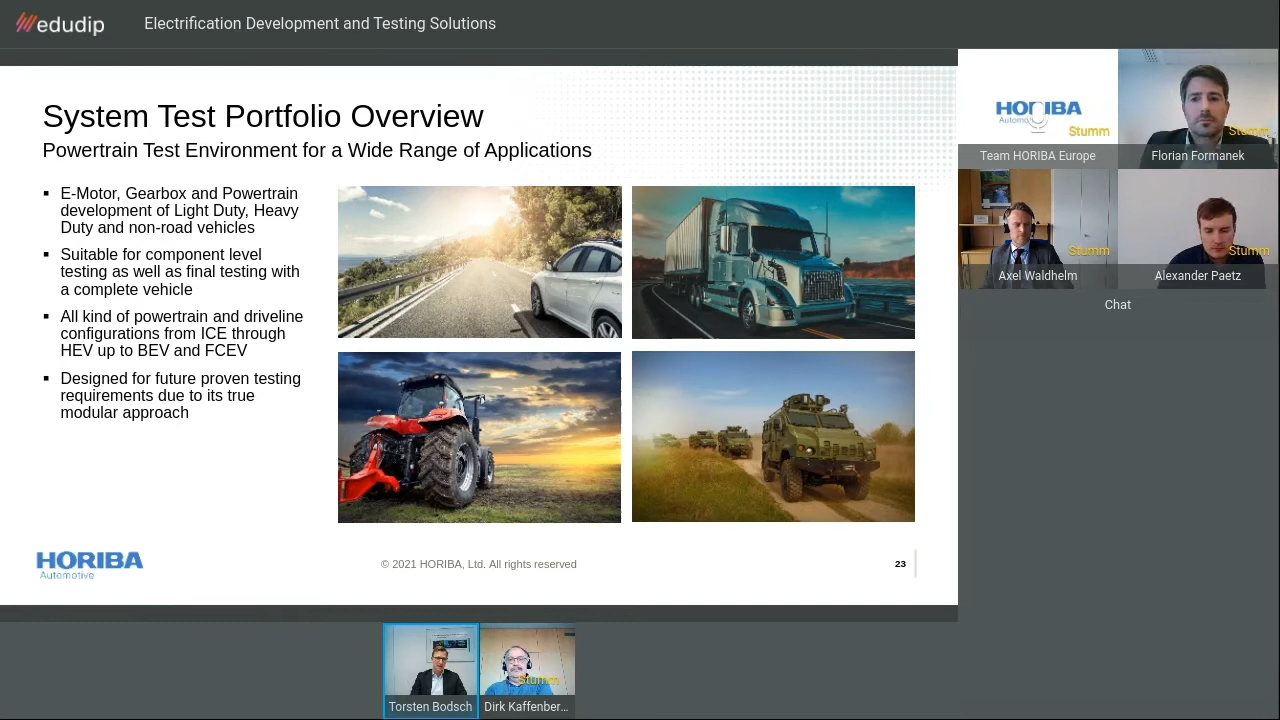 edudip
Electrification Development and Testing Solutions
System Test Portfolio Overview
Powertrain Test Environment for a Wide Range of Applications
▪ E-Motor, Gearbox and Powertrain
development of Light Duty, Heavy
Duty and non-road vehicles
▪ Suitable for component level
testing as well as final testing with
a complete vehicle
▪ All kind of powertrain and driveline
configurations from ICE through
HEV up to BEV and FCEV
▪ Designed for future proven testing
requirements due to its true
modular approach
HORIBA
Automotive
© 2021 HORIBA, Ltd. All rights reserved
23
HORIBA
Stumm
Team HORIBA Europe
Stumm
Florian Formanek
Stumm
Axel Waldhelm
Stumm
Alexander Paetz
Chat
Torsten Bodsch
Stumm
Dirk Kaffenber...